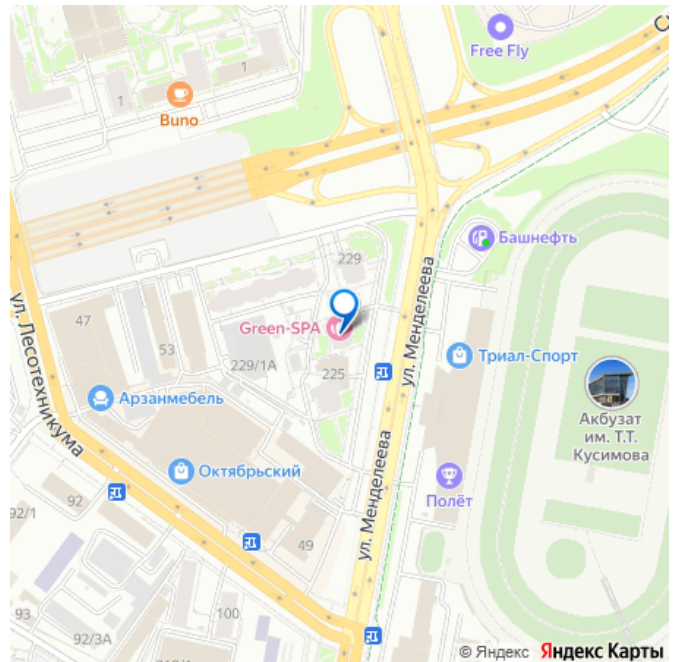 Free Fly
1
1
Buno
Башнефть
229
ул. Менделеева
Green-SPA
47
53
229/1А
225
Триал-Спорт
ул. Лесотехникума
Арзанмебель
Акбузат
им. Т.Т.
Кусимова
Октябрьский
Полёт
92
92/1
49
ул. Менделеева
93
100
92/3А
© Яндекс Яндекс Карты